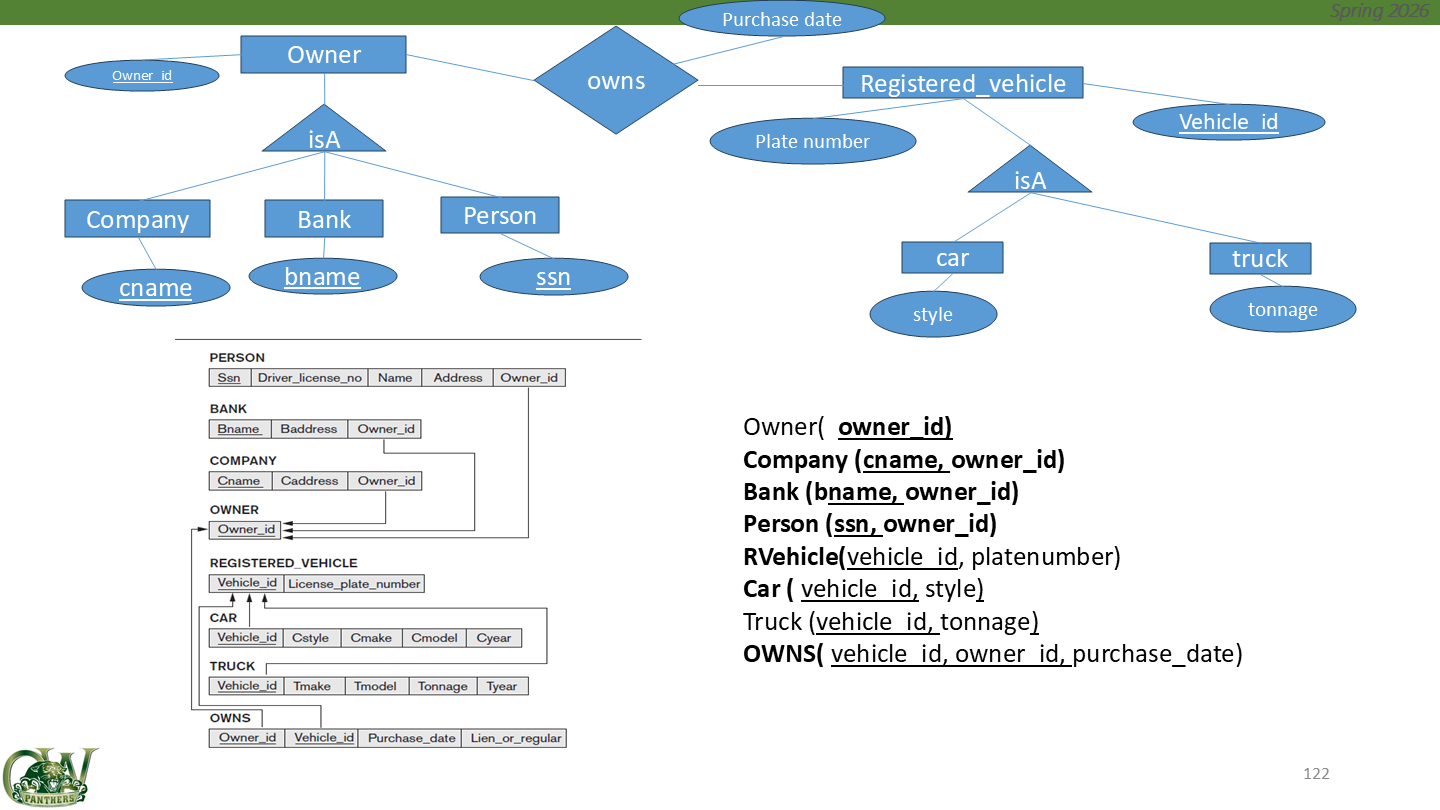 Spring 2026
Purchase date
Owner
owns
Registered_vehicle
Owner_id
Vehicle_id
Plate number
isA
isA
Company
Bank
Person
car
truck
cname
bname
ssn
style
tonnage
PERSON
Ssn Driver_license_no Name Address Owner_id
BANK
Bname Baddress Owner_id
COMPANY
Cname Caddress Owner_id
OWNER
Owner_id
REGISTERED_VEHICLE
Vehicle_id License_plate_number
CAR
Vehicle_id Cstyle Cmake Cmodel Cyear
TRUCK
Vehicle_id Tmake Tmodel Tonnage Tyear
OWNS
Owner_id Vehicle_id Purchase_date Lien_or_regular
Owner( owner_id)
Company (cname, owner_id)
Bank (bname, owner_id)
Person (ssn, owner_id)
RVehicle(vehicle_id, platenumber)
Car ( vehicle_id, style)
Truck (vehicle_id, tonnage)
OWNS( vehicle_id, owner_id, purchase_date)
OW
PANTHERS
122